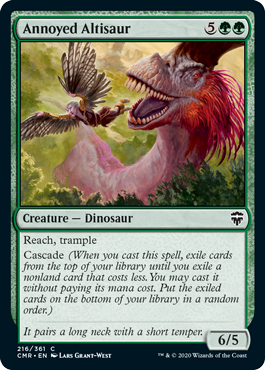 Annoyed Altisaur 5
Creature — Dinosaur
Reach, trample
Cascade (When you cast this spell, exile cards
from the top of your library until you exile a
nonland card that costs less. You may cast it
without paying its mana cost. Put the exiled
cards on the bottom of your library in a random
order.)
It pairs a long neck with a short temper.
6/5
216/361 C
CMR • EN Lars Grant-West ™ & © 2020 Wizards of the Coast